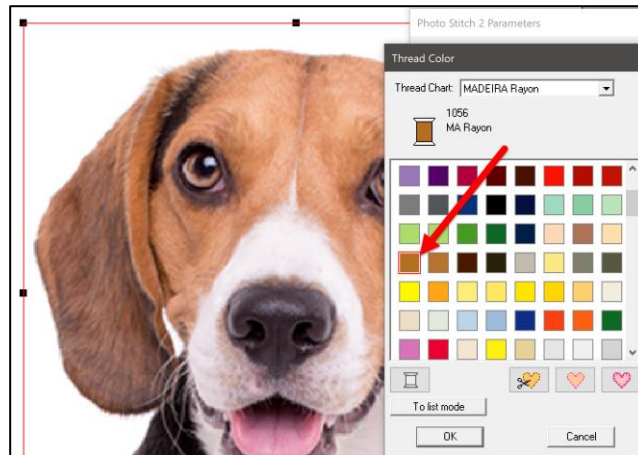 Photo Stitch 2 Parameters
Thread Color
Thread Chart: MADEIRA Rayon
1056
MA Rayon
To list mode
OK Cancel